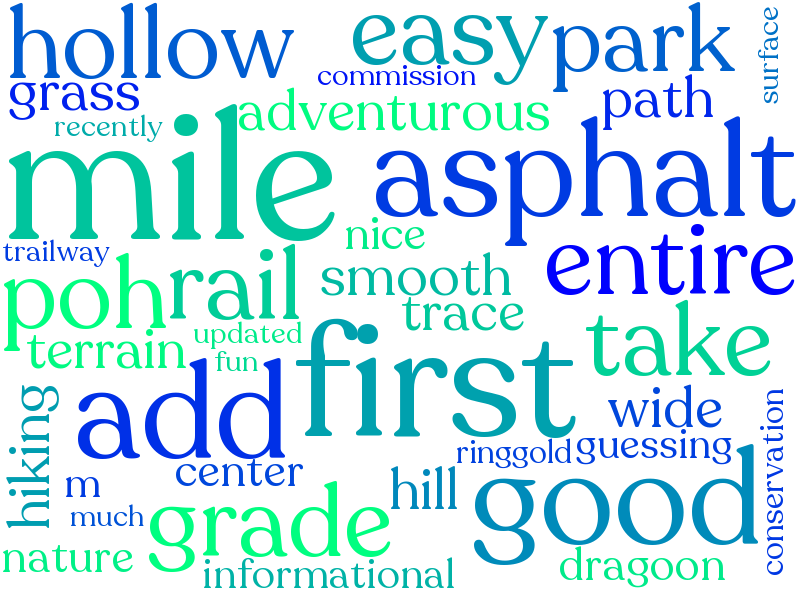 hollow
easy
park
surface
commission
grass
adventurous
path
recently
mile
asphalt
nice
trailway
entire
poh
rail
smooth
trace
terrain
updated
fun
first
take
add
hiking
wide
guessing
ringgold
center
m
hill
good
conservation
much
grade
nature
informational
dragoon